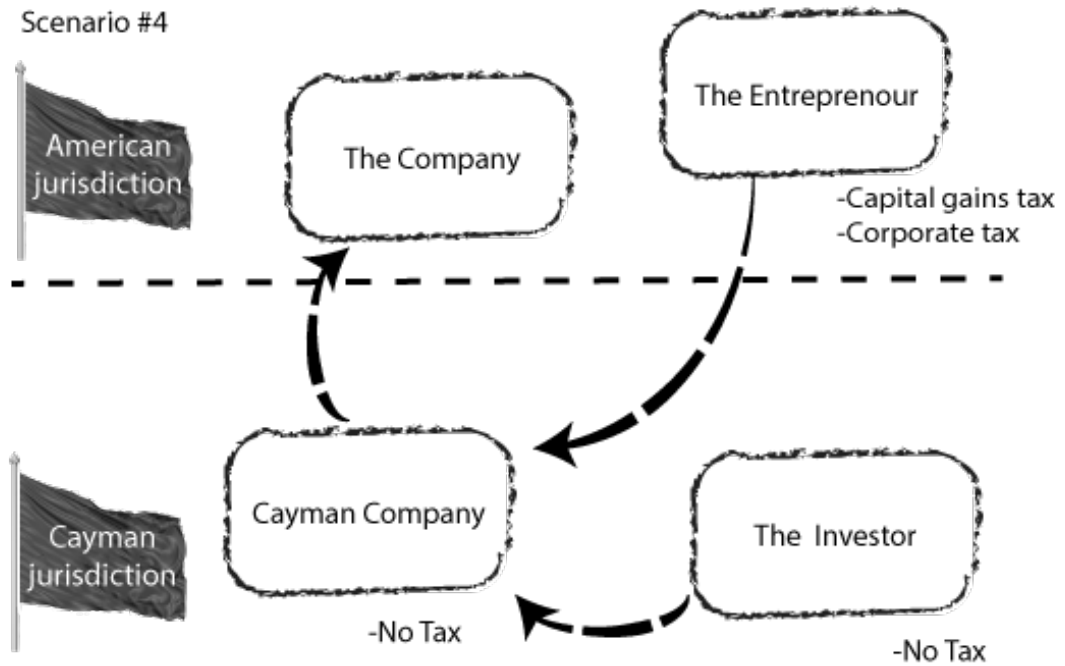 Scenario #4
American
jurisdiction
The Company
The Entreprenour
-Capital gains tax
-Corporate tax
Cayman
jurisdiction
Cayman Company
-No Tax
The Investor
-No Tax